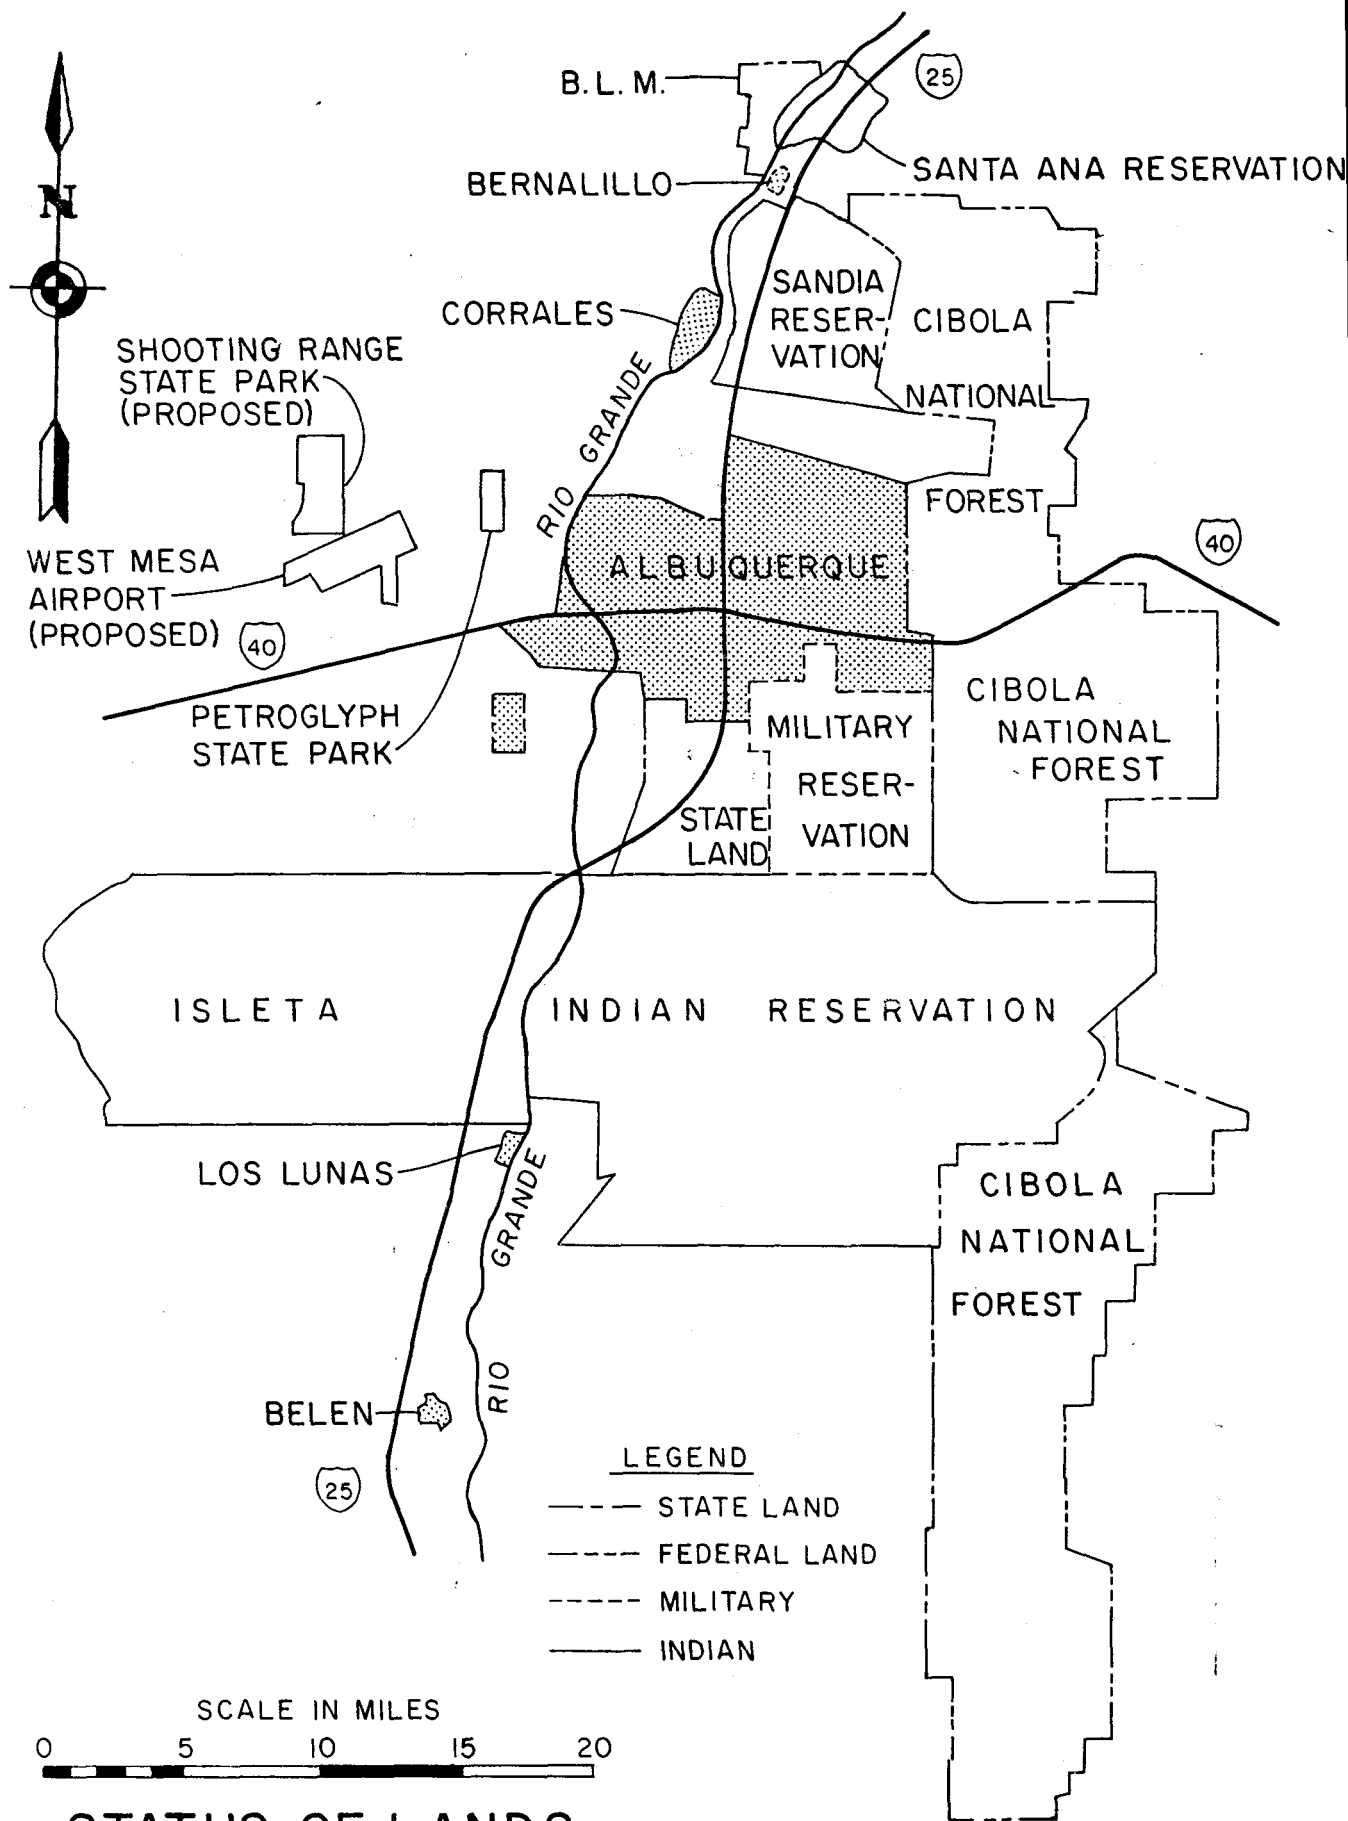 B. L. M.
25
SANTA ANA RESERVATION
BERNALILLO
N
SANDIA
RESER-
VATION
CIBOLA
NATIONAL
FOREST
CORRALES
SHOOTING RANGE
STATE PARK
(PROPOSED)
RIO GRANDE
WEST MESA
AIRPORT
(PROPOSED)
ALBUQUERQUE
40
40
PETROGLYPH
STATE PARK
CIBOLA
NATIONAL
FOREST
MILITARY
RESER-
VATION
STATE
LAND
ISLETA INDIAN RESERVATION
LOS LUNAS
RIO GRANDE
CIBOLA
NATIONAL
FOREST
BELEN
25
LEGEND
STATE LAND
FEDERAL LAND
MILITARY
INDIAN
SCALE IN MILES
0 5 10 15 20
STATUS OF LANDS